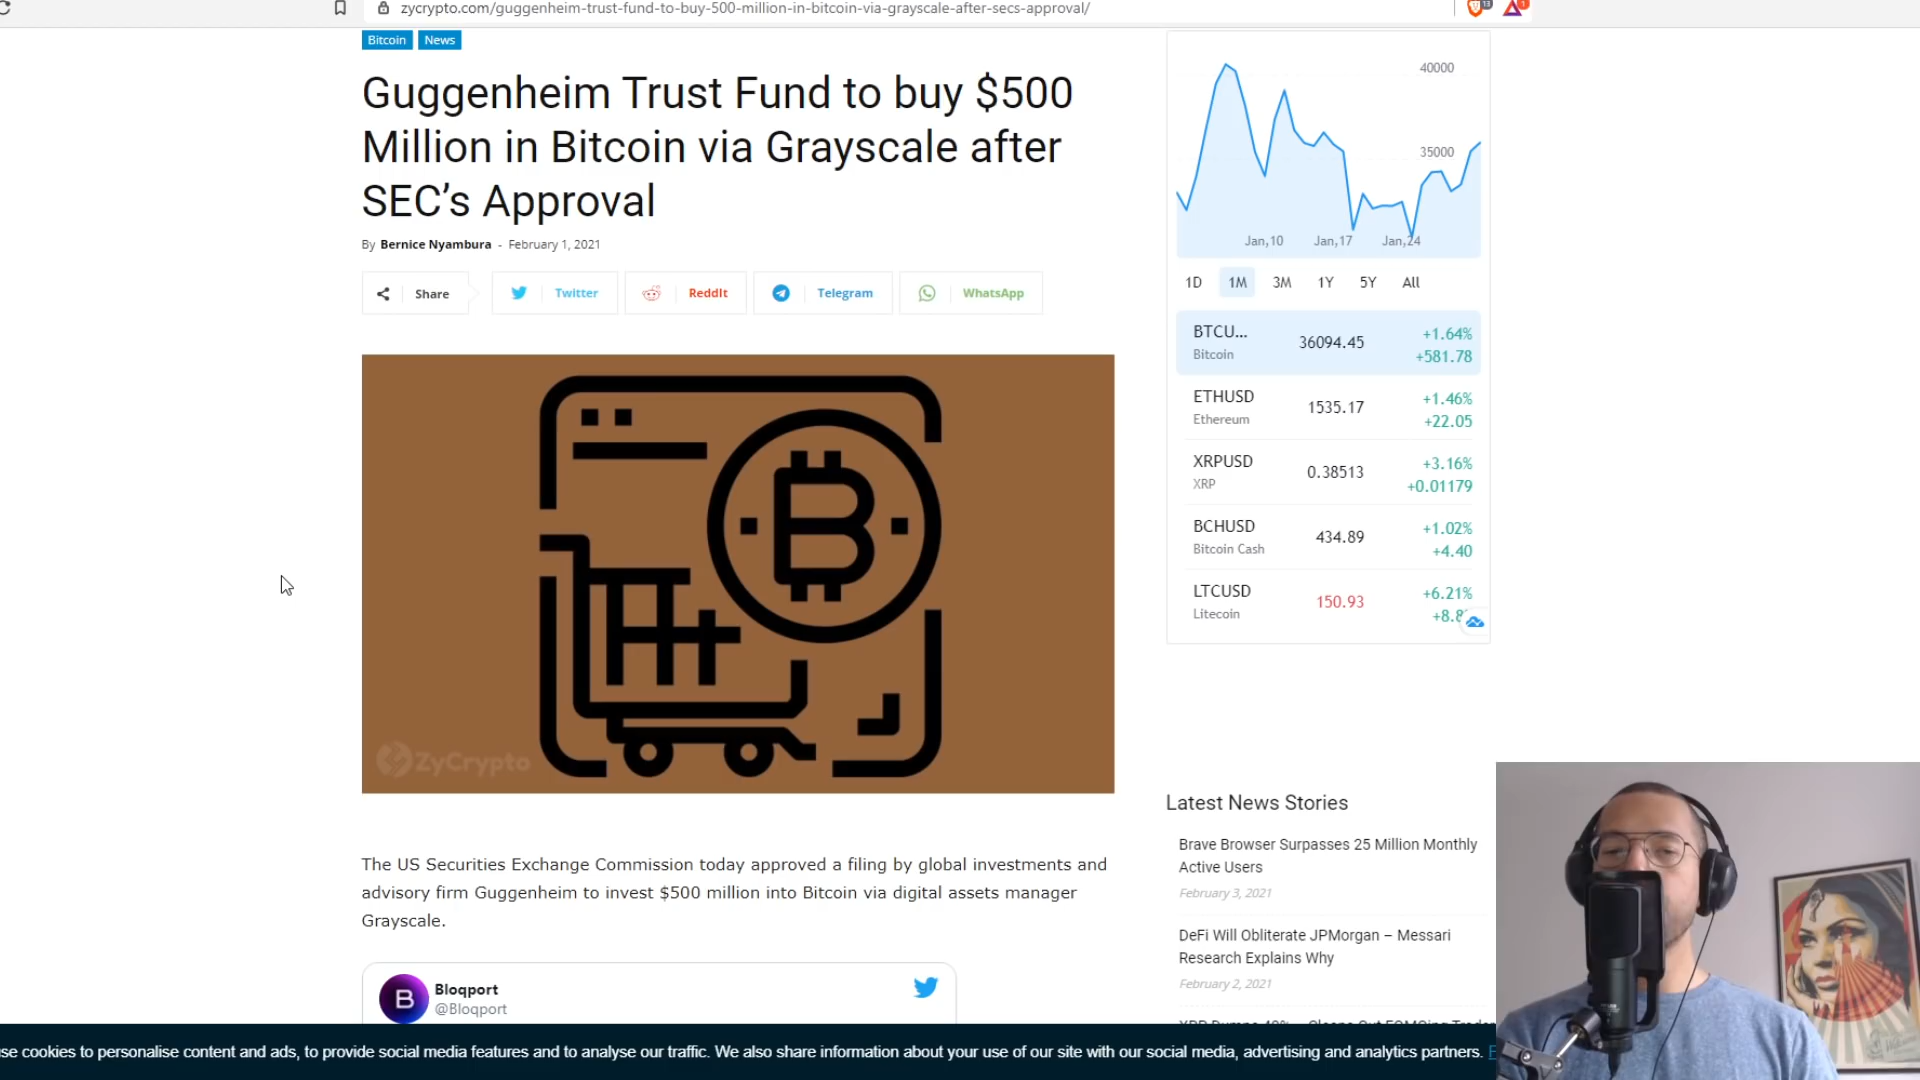 zycrypto.com/guggenheim-trust-fund-to-buy-500-million-in-bitcoin-via-grayscale-after-secs-approval/
13
1
Bitcoin
News
Guggenheim Trust Fund to buy $500
Million in Bitcoin via Grayscale after
SEC’s Approval
By Bernice Nyambura - February 1, 2021
Share
Twitter
ReddIt
Telegram
WhatsApp
ZyCrypto
The US Securities Exchange Commission today approved a filing by global investments and
advisory firm Guggenheim to invest $500 million into Bitcoin via digital assets manager
Grayscale.
B
Bloqport
@Bloqport
40000
35000
Jan,10 Jan,17 Jan,24
1D 1M 3M 1Y 5Y All
BTCU... 36094.45 +1.64%
Bitcoin +581.78
ETHUSD 1535.17 +1.46%
Ethereum +22.05
XRPUSD 0.38513 +3.16%
XRP +0.01179
BCHUSD 434.89 +1.02%
Bitcoin Cash +4.40
LTCUSD 150.93 +6.21%
Litecoin +8.8
Latest News Stories
Brave Browser Surpasses 25 Million Monthly
Active Users
February 3, 2021
DeFi Will Obliterate JPMorgan – Messari
Research Explains Why
February 2, 2021
se cookies to personalise content and ads, to provide social media features and to analyse our traffic. We also share information about your use of our site with our social media, advertising and analytics partners.